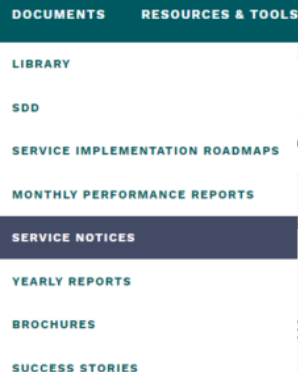 DOCUMENTS RESOURCES & TOOLS
LIBRARY
SDD
SERVICE IMPLEMENTATION ROADMAPS
MONTHLY PERFORMANCE REPORTS
SERVICE NOTICES
YEARLY REPORTS
BROCHURES
SUCCESS STORIES